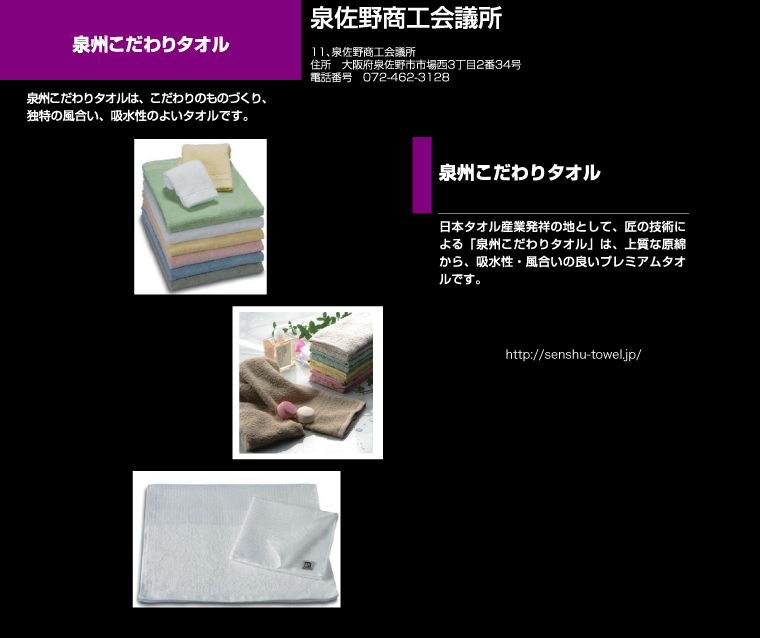 泉州こだわりタオル
泉佐野商工会議所
11、泉佐野商工会議所
住所　大阪府泉佐野市市場西3丁目2番34号
電話番号　072-462-3128
泉州こだわりタオルは、こだわりのものづくり、
独特の風合い、吸水性のよいタオルです。
泉州こだわりタオル
日本タオル産業発祥の地として、匠の技術に
よる「泉州こだわりタオル」は、上質な原綿
から、吸水性・風合いの良いプレミアムタオ
ルです。
http://senshu-towel.jp/